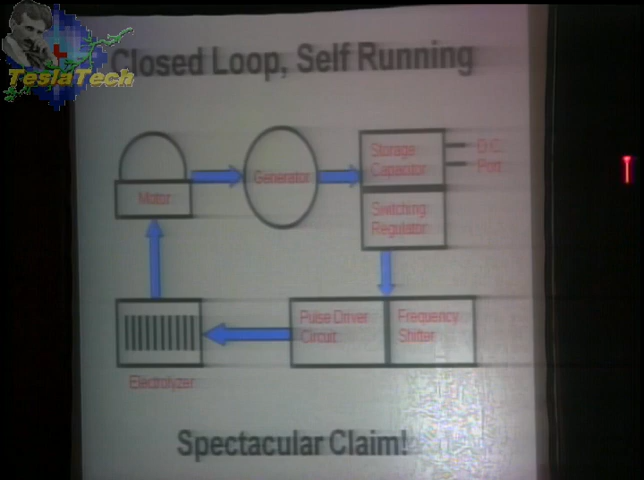 TeslaTech
Closed Loop, Self Running
Storage
Capacitor
D.C.
Port
Motor
Generator
Switching
Regulator
Pulse Driver
Circuit
Frequency
Shifter
Electrolyzer
Spectacular Claim!